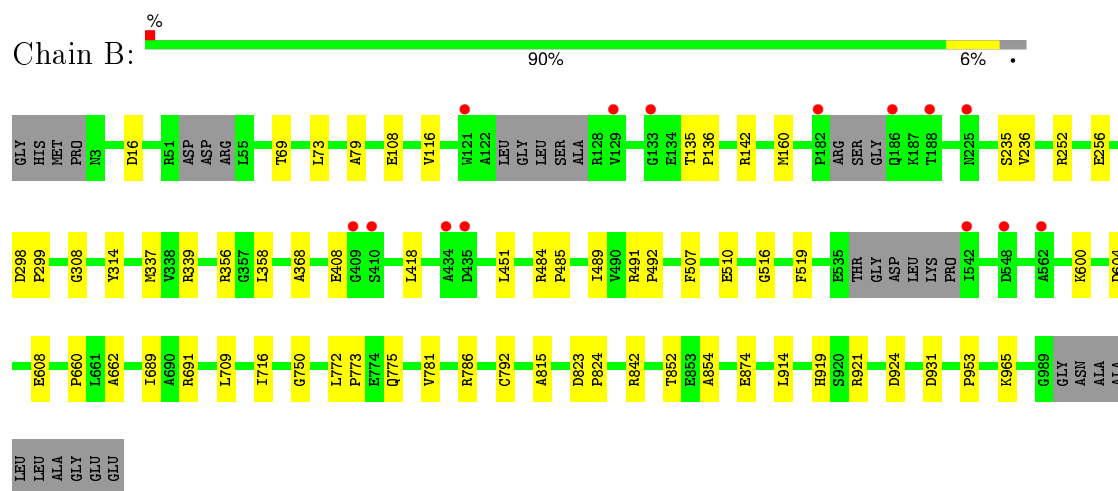 %
Chain B:
90% 6% •
GLY HIS MET PRO N3 D16 R51 ASP ASP ARG L55 T69 L73 A79 E108 V116 W121 A122 LEU GLY LEU SER ALA R128 V129 G133 E134 T135 P136 R142 M160 P182 ARG SER GLY Q186 K187 T188 N225 S235 V236 R252 E256
D298 P299 G308 Y314 M337 V338 R339 R356 G357 L358 A368 E408 G409 S410 L418 A434 D435 L451 R484 P485 I489 V490 R491 P492 F507 E510 G516 F519 E535 THR GLY ASP LEU LYS PRO I542 D548 A562 K600
E608 P660 L661 A662 I689 A690 R691 L709 I716 G750 L772 P773 E774 Q775 V781 R786 C792 A815 D823 P824 R842 T852 E853 A854 E874 L914 H919 S920 R921 D924 D931 P953 K965 G989 GLY ASN ALA ALA
LEU LEU ALA GLY GLU GLU